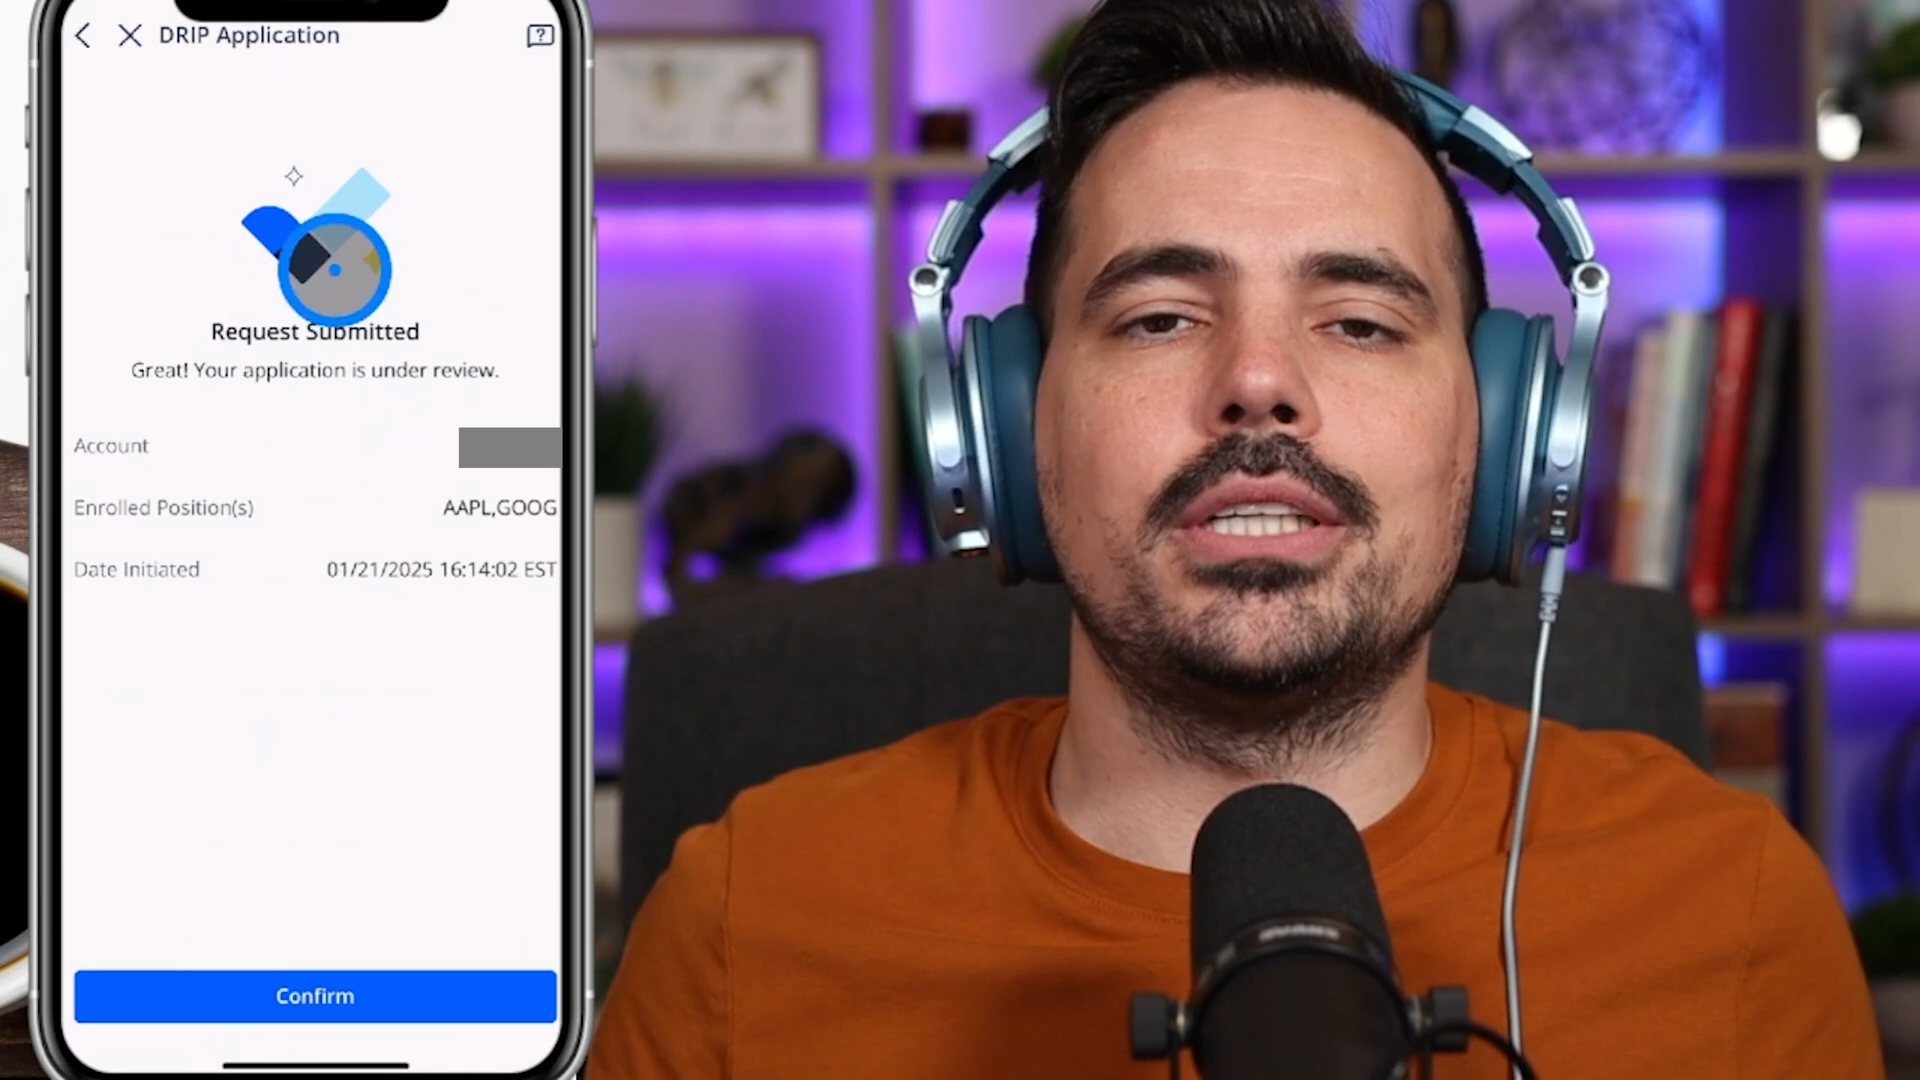 DRIP Application
Request Submitted
Great! Your application is under review.
Account
Enrolled Position(s) AAPL,GOOG
Date Initiated 01/21/2025 16:14:02 EST
Confirm